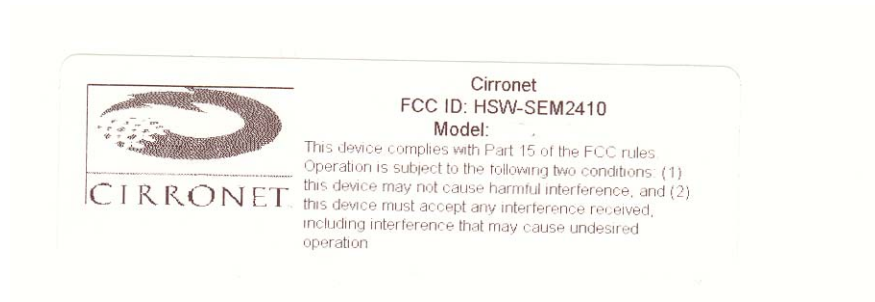 Cirronet
FCC ID: HSW-SEM2410
Model:
CIRRONET
This device complies with Part 15 of the FCC rules
Operation is subject to the following two conditions: (1)
this device may not cause harmful interference, and (2)
this device must accept any interference received,
including interference that may cause undesired
operation